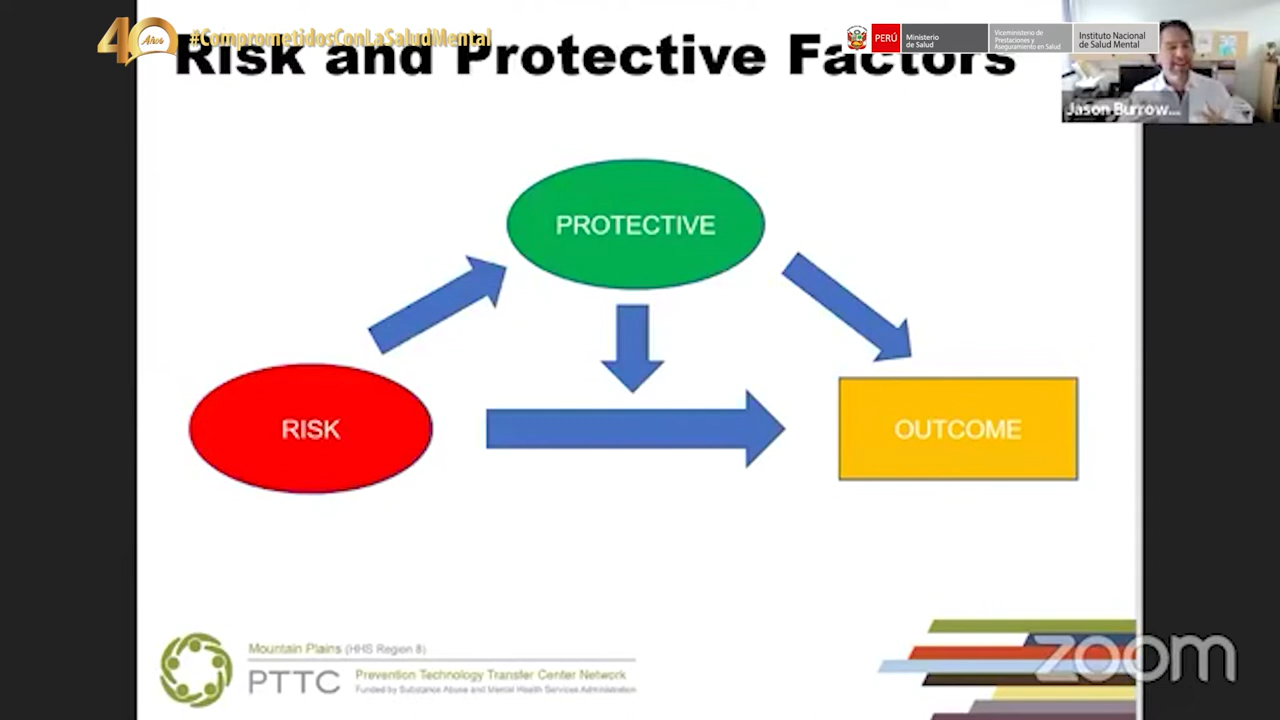 40 Años #ComprometidosConLaSaludMental
PERÚ Ministerio de Salud
Viceministerio de Prestaciones y Aseguramiento en Salud
Instituto Nacional de Salud Mental
Risk and Protective Factors
Jason Burrow...
PROTECTIVE
RISK
OUTCOME
Mountain Plains (HHS Region 8)
PTTC
Prevention Technology Transfer Center Network
Funded by Substance Abuse and Mental Health Services Administration
zoom